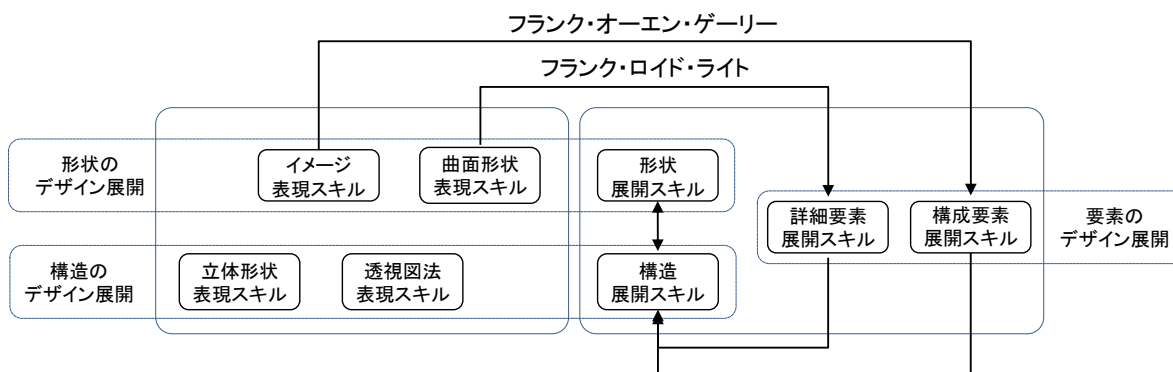 フランク・オーエン・ゲーリー
フランク・ロイド・ライト
形状の
デザイン展開
イメージ
表現スキル
曲面形状
表現スキル
形状
展開スキル
詳細要素
展開スキル
構成要素
展開スキル
要素の
デザイン展開
構造の
デザイン展開
立体形状
表現スキル
透視図法
表現スキル
構造
展開スキル